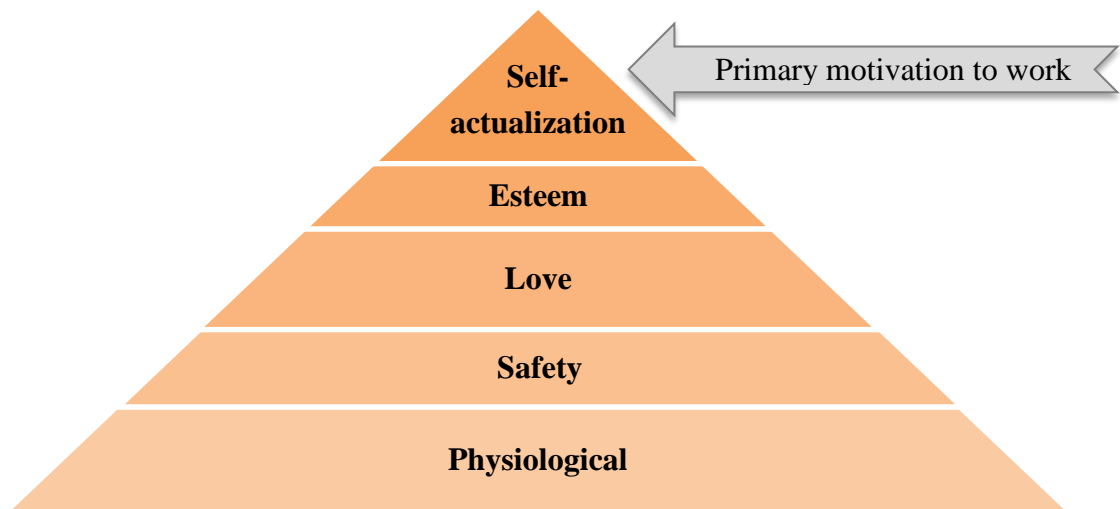 Primary motivation to work
Self-
actualization
Esteem
Love
Safety
Physiological